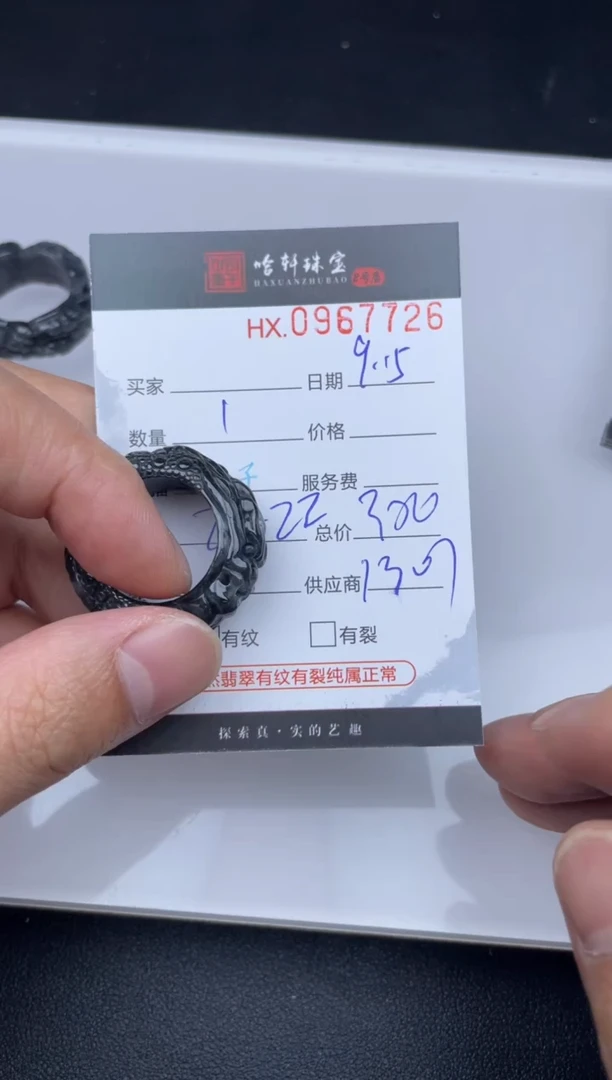 哈轩珠宝
HAXUANZHUBAO
HX.0967726
买家 日期 9.15
数量 1 价格
子 服务费
22 总价 300
供应商 1307
有纹 有裂
翡翠有纹有裂纯属正常
探索真·实的艺趣